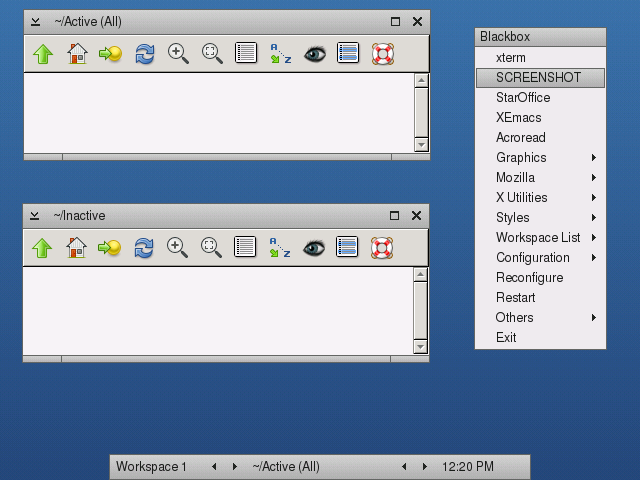 ~/Active (All)
~/Inactive
Blackbox
xterm
SCREENSHOT
StarOffice
XEmacs
Acroread
Graphics
Mozilla
X Utilities
Styles
Workspace List
Configuration
Reconfigure
Restart
Others
Exit
Workspace 1 ~/Active (All) 12:20 PM